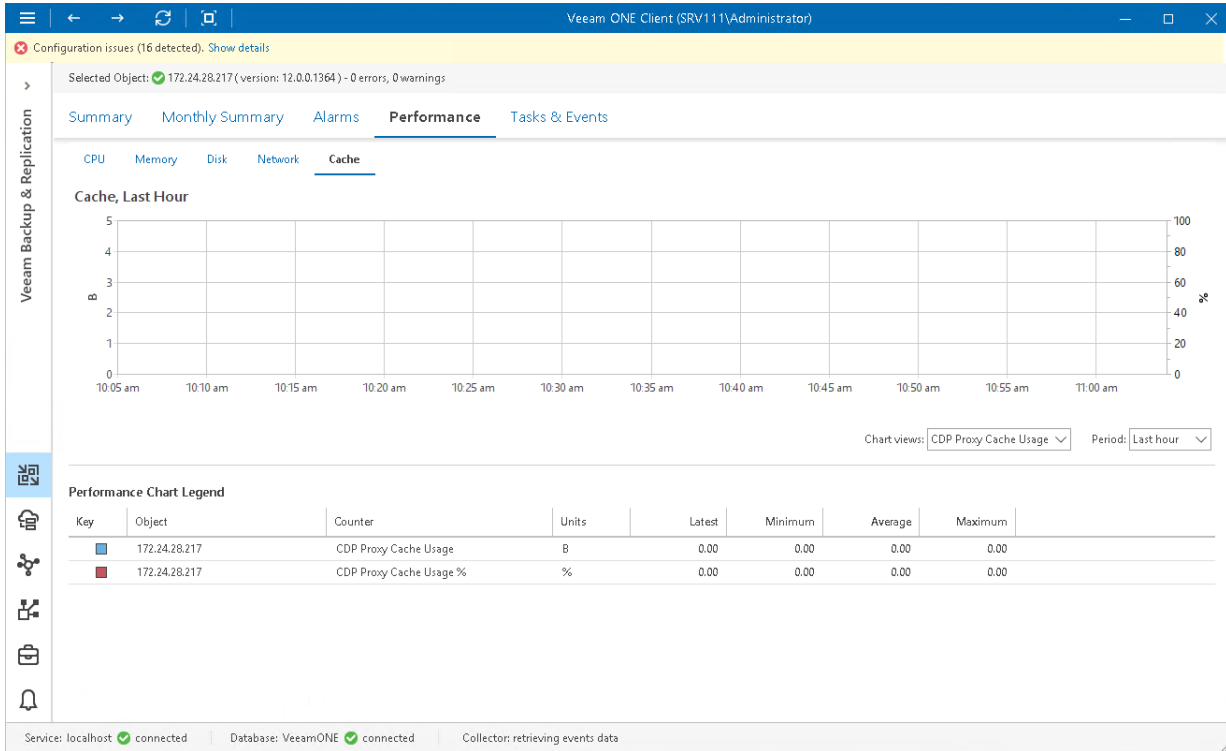 Veeam ONE Client (SRV111\Administrator)
Configuration issues (16 detected). Show details
Selected Object: 172.24.28.217 ( version: 12.0.0.1364 ) - 0 errors, 0 warnings
Veeam Backup & Replication
Summary Monthly Summary Alarms Performance Tasks & Events
CPU Memory Disk Network Cache
Cache, Last Hour
5 100
4 80
3 60
B %
2 40
1 20
0 0
10:05 am 10:10 am 10:15 am 10:20 am 10:25 am 10:30 am 10:35 am 10:40 am 10:45 am 10:50 am 10:55 am 11:00 am
Chart views: CDP Proxy Cache Usage Period: Last hour
Performance Chart Legend
Key Object Counter Units Latest Minimum Average Maximum
172.24.28.217 CDP Proxy Cache Usage B 0.00 0.00 0.00 0.00
172.24.28.217 CDP Proxy Cache Usage % % 0.00 0.00 0.00 0.00
Service: localhost connected Database: VeeamONE connected Collector: retrieving events data